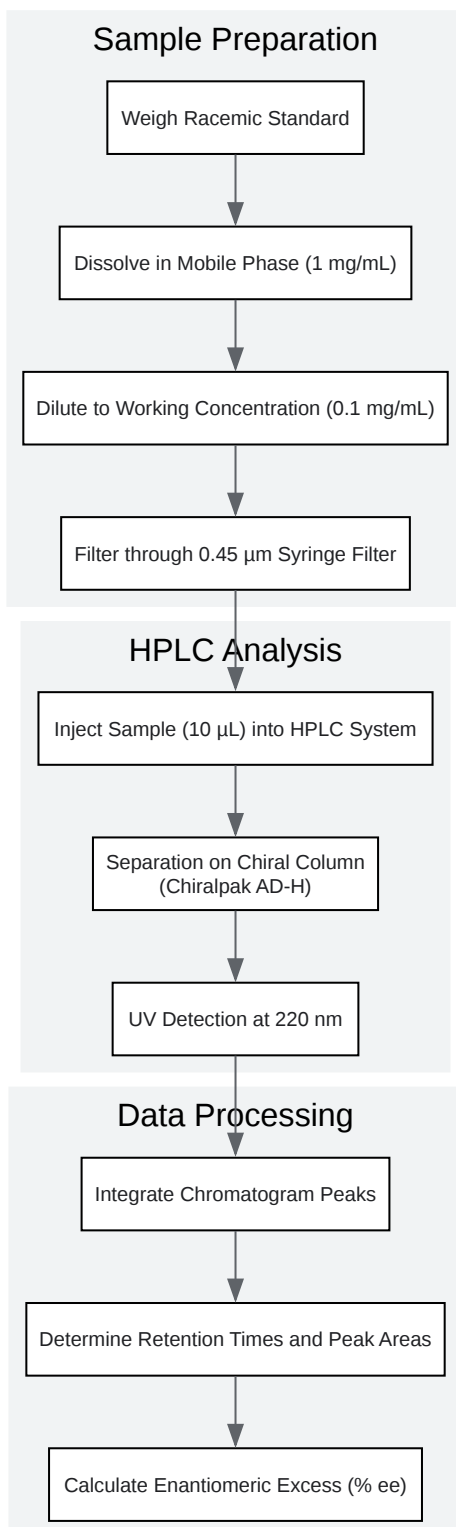 Sample Preparation
Weigh Racemic Standard
Dissolve in Mobile Phase (1 mg/mL)
Dilute to Working Concentration (0.1 mg/mL)
Filter through 0.45 µm Syringe Filter
HPLC Analysis
Inject Sample (10 µL) into HPLC System
Separation on Chiral Column
(Chiralpak AD-H)
UV Detection at 220 nm
Data Processing
Integrate Chromatogram Peaks
Determine Retention Times and Peak Areas
Calculate Enantiomeric Excess (% ee)